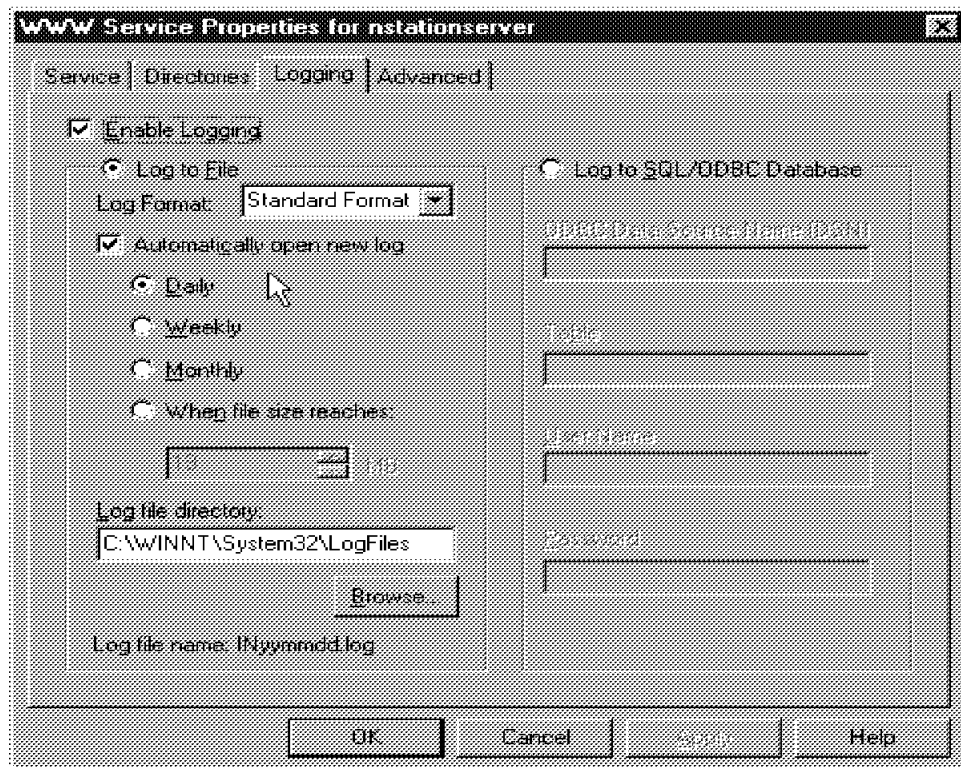 WWW Service Properties for nstationserver
Service Directories Logging Advanced
Enable Logging
Log to File
Log Format: Standard Format
Automatically open new log
Daily
Weekly
Monthly
When file size reaches:
MB
Log file directory:
C:\WINNT\System32\LogFiles
Browse..
Log file name: INyymmdd.log
Log to SQL/ODBC Database
ODBC Data Source Name (DSN)
Table
User Name
Password
OK Cancel Apply Help